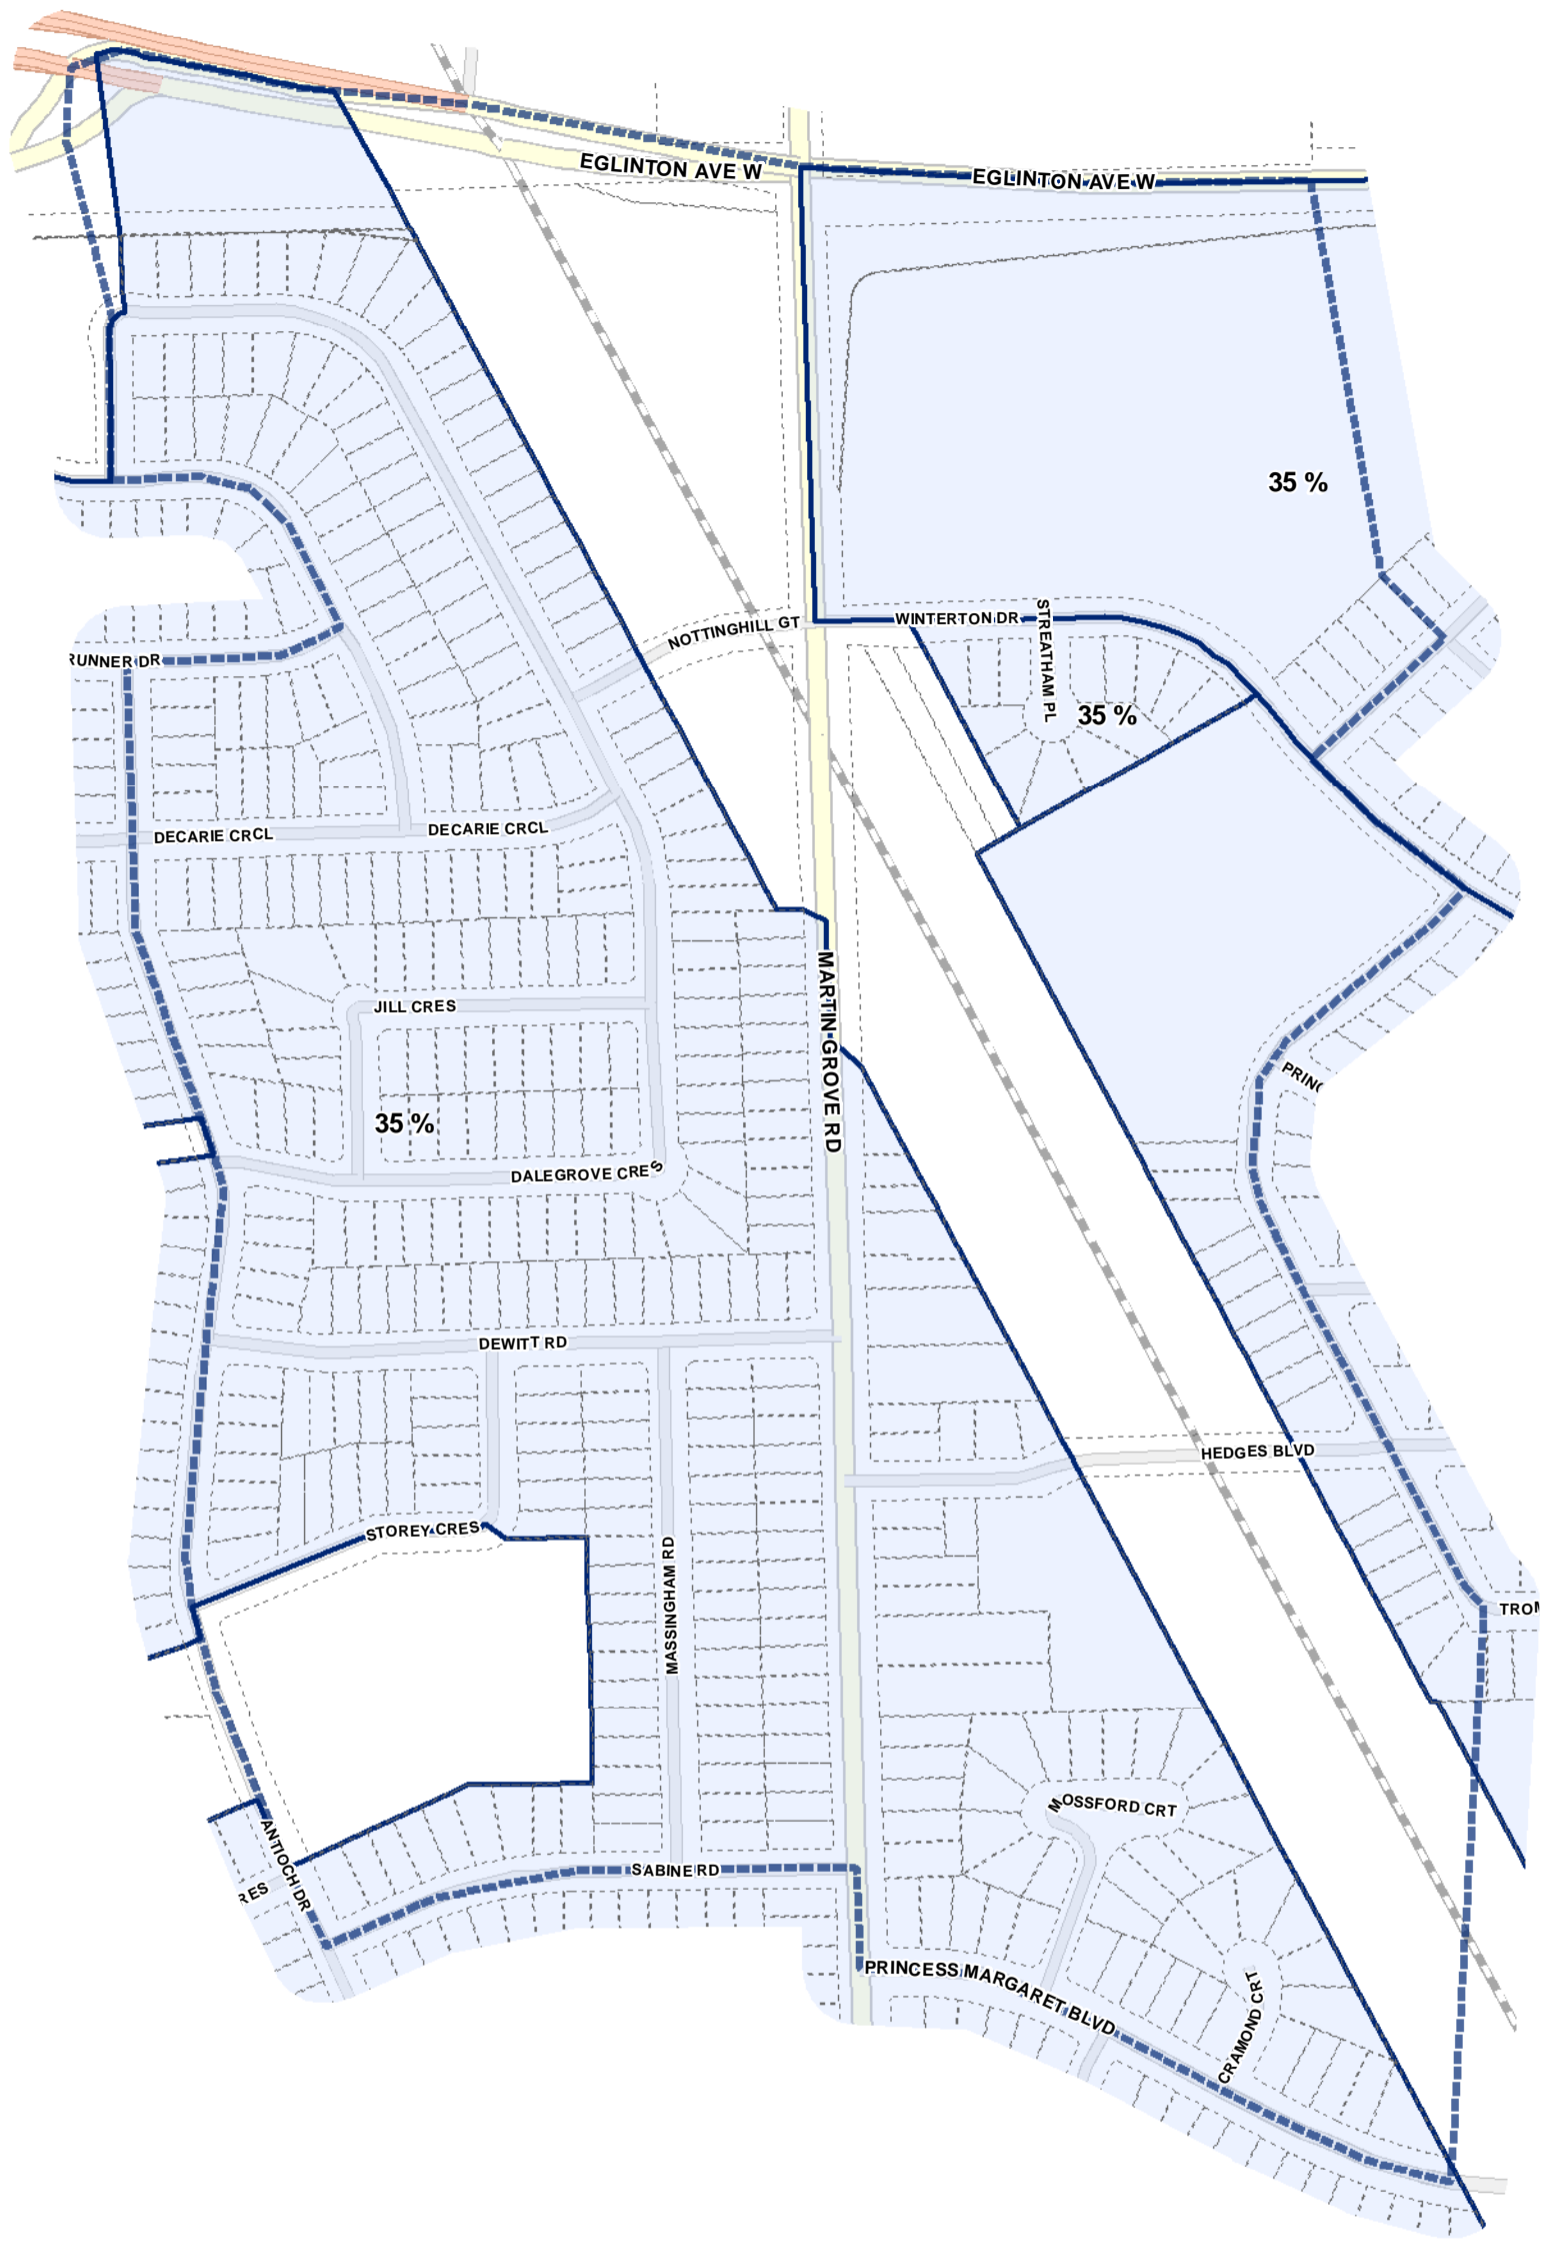 EGLINTON AVE W
EGLINTON AVE W
35 %
WINTERTON DR
STREATHAM PL
NOTTINGHILL GT
RUNNER DR
35 %
DECARIE CRCL
DECARIE CRCL
MARTIN GROVE RD
JILL CRES
PRINC
35 %
DALEGROVE CRES
DEWITT RD
HEDGES BLVD
STOREY CRES
MASSINGHAM RD
TROM
MOSSFORD CRT
ANTIOCH DR
SABINE RD
RES
PRINCESS MARGARET BLVD
CRAMOND CRT